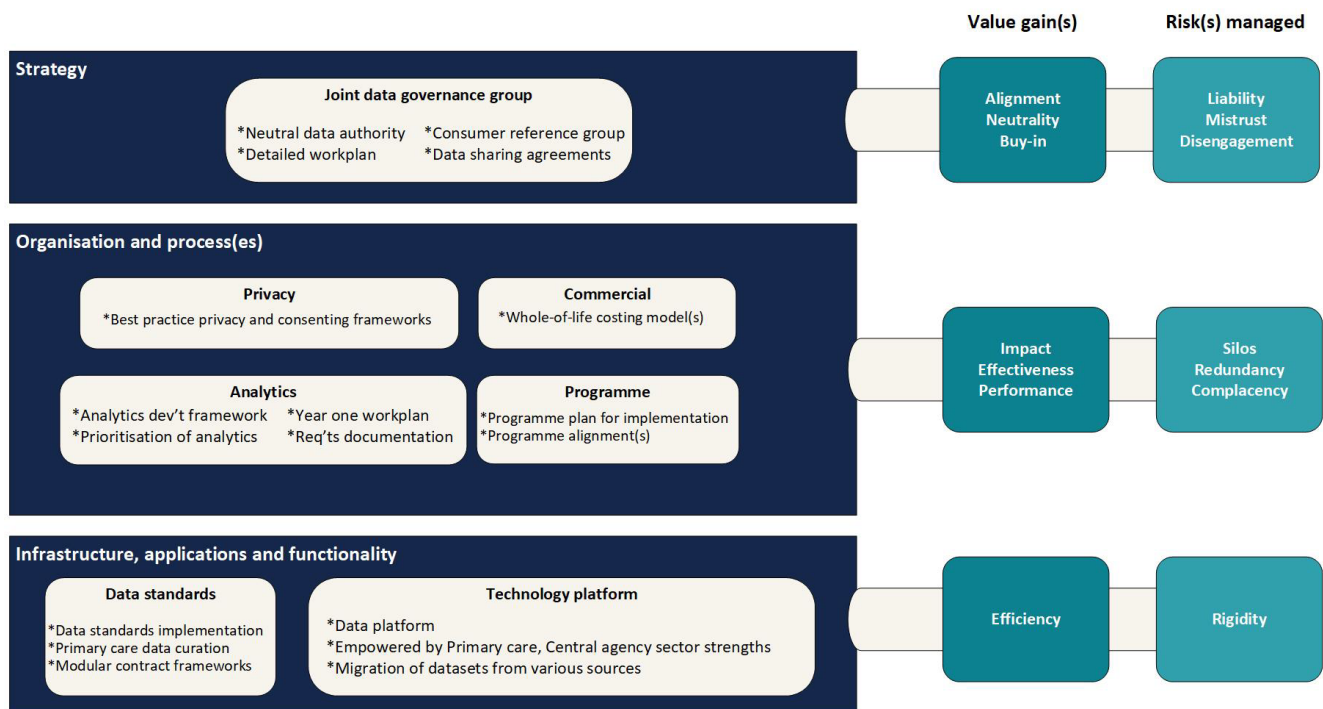 Value gain(s)
Risk(s) managed
Strategy
Joint data governance group
*Neutral data authority
*Consumer reference group
*Detailed workplan
*Data sharing agreements
Alignment
Neutrality
Buy-in
Liability
Mistrust
Disengagement
Organisation and process(es)
Privacy
*Best practice privacy and consenting frameworks
Commercial
*Whole-of-life costing model(s)
Analytics
*Analytics dev't framework
*Year one workplan
*Prioritisation of analytics
*Req'ts documentation
Programme
*Programme plan for implementation
*Programme alignment(s)
Impact
Effectiveness
Performance
Silos
Redundancy
Complacency
Infrastructure, applications and functionality
Data standards
*Data standards implementation
*Primary care data curation
*Modular contract frameworks
Technology platform
*Data platform
*Empowered by Primary care, Central agency sector strengths
*Migration of datasets from various sources
Efficiency
Rigidity